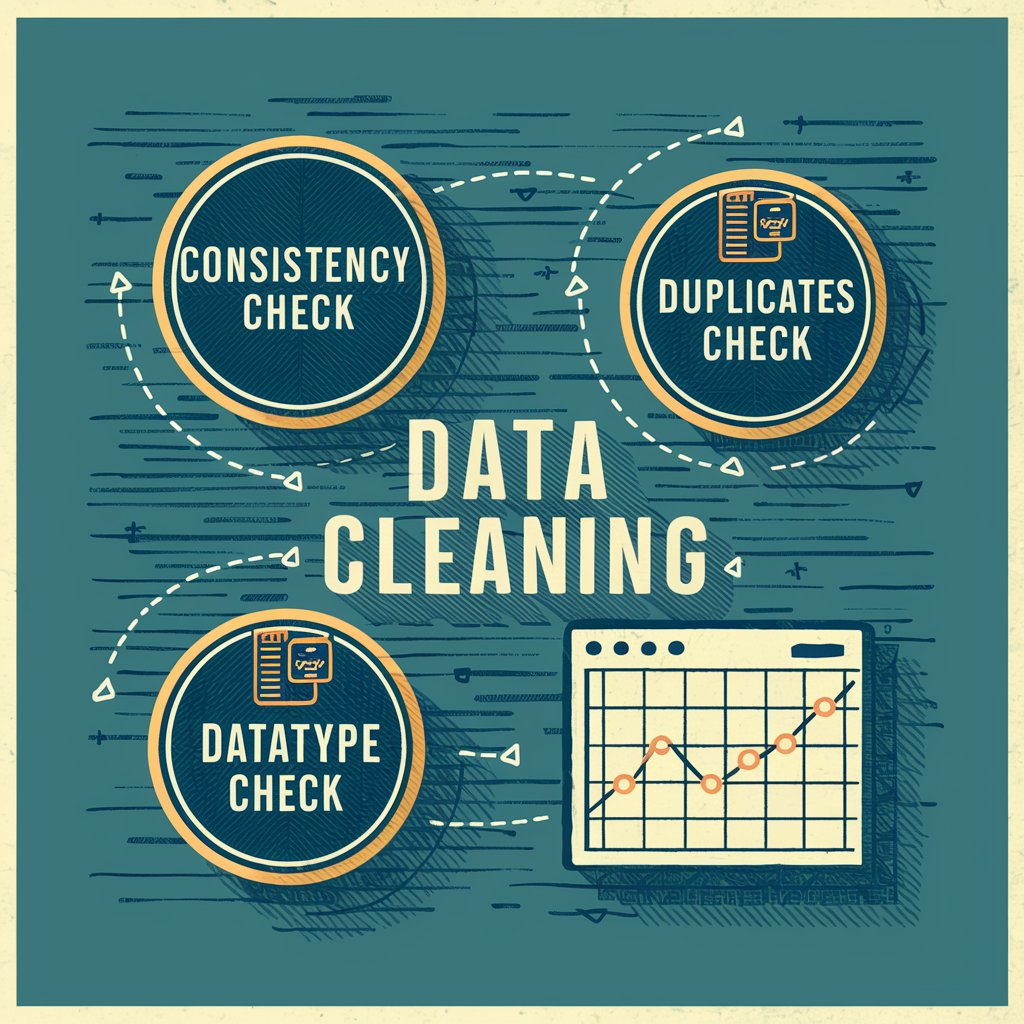 CONSISTENCY
CHECK
DUPLICATES
CHECK
DATA
CLEANING
DATATYPE
CHECK